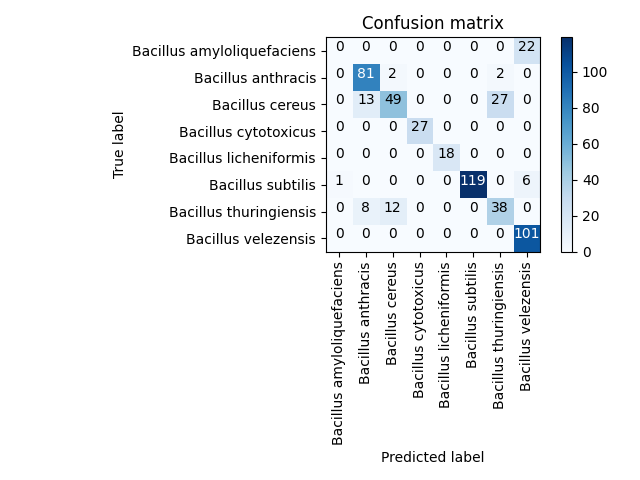 Confusion matrix
True label
Bacillus amyloliquefaciens 0 0 0 0 0 0 0 22
Bacillus anthracis 0 81 2 0 0 0 2 0
Bacillus cereus 0 13 49 0 0 0 27 0
Bacillus cytotoxicus 0 0 0 27 0 0 0 0
Bacillus licheniformis 0 0 0 0 18 0 0 0
Bacillus subtilis 1 0 0 0 0 119 0 6
Bacillus thuringiensis 0 8 12 0 0 0 38 0
Bacillus velezensis 0 0 0 0 0 0 0 101
Bacillus amyloliquefaciens
Bacillus anthracis
Bacillus cereus
Bacillus cytotoxicus
Bacillus licheniformis
Bacillus subtilis
Bacillus thuringiensis
Bacillus velezensis
Predicted label
100
80
60
40
20
0